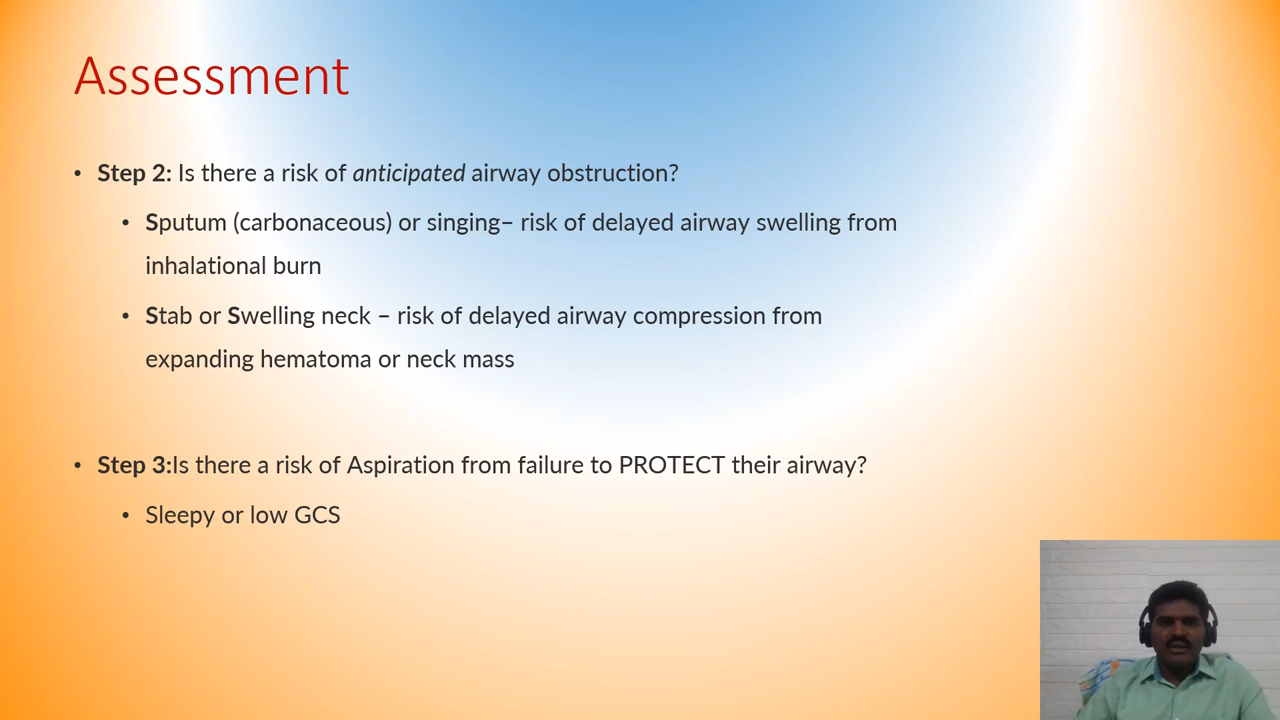 Assessment
• Step 2: Is there a risk of anticipated airway obstruction?
• Sputum (carbonaceous) or singing– risk of delayed airway swelling from
inhalational burn
• Stab or Swelling neck – risk of delayed airway compression from
expanding hematoma or neck mass
• Step 3:Is there a risk of Aspiration from failure to PROTECT their airway?
• Sleepy or low GCS